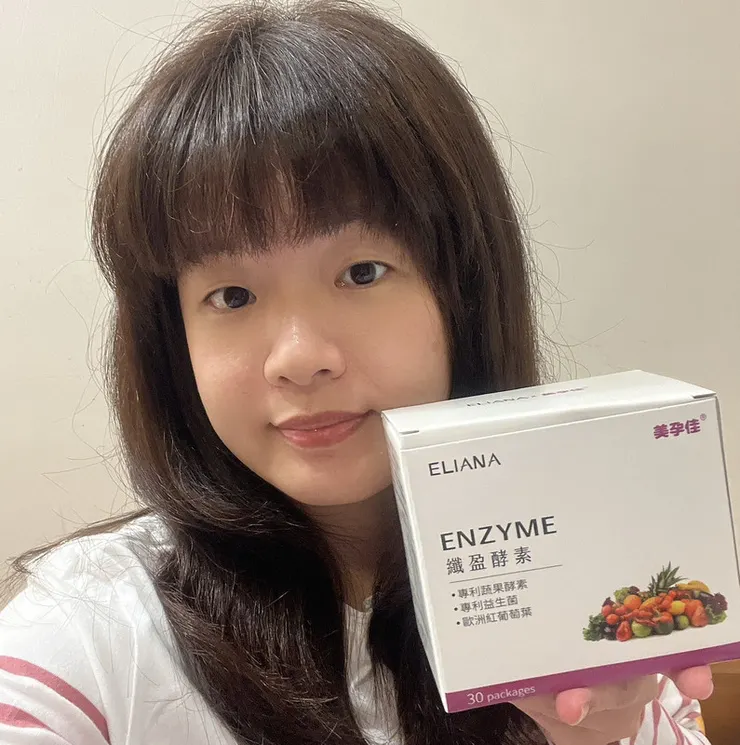 ELIANA
美孕佳®
ENZYME
纖盈酵素
•專利蔬果酵素
•專利益生菌
•歐洲紅葡萄葉
30 packages